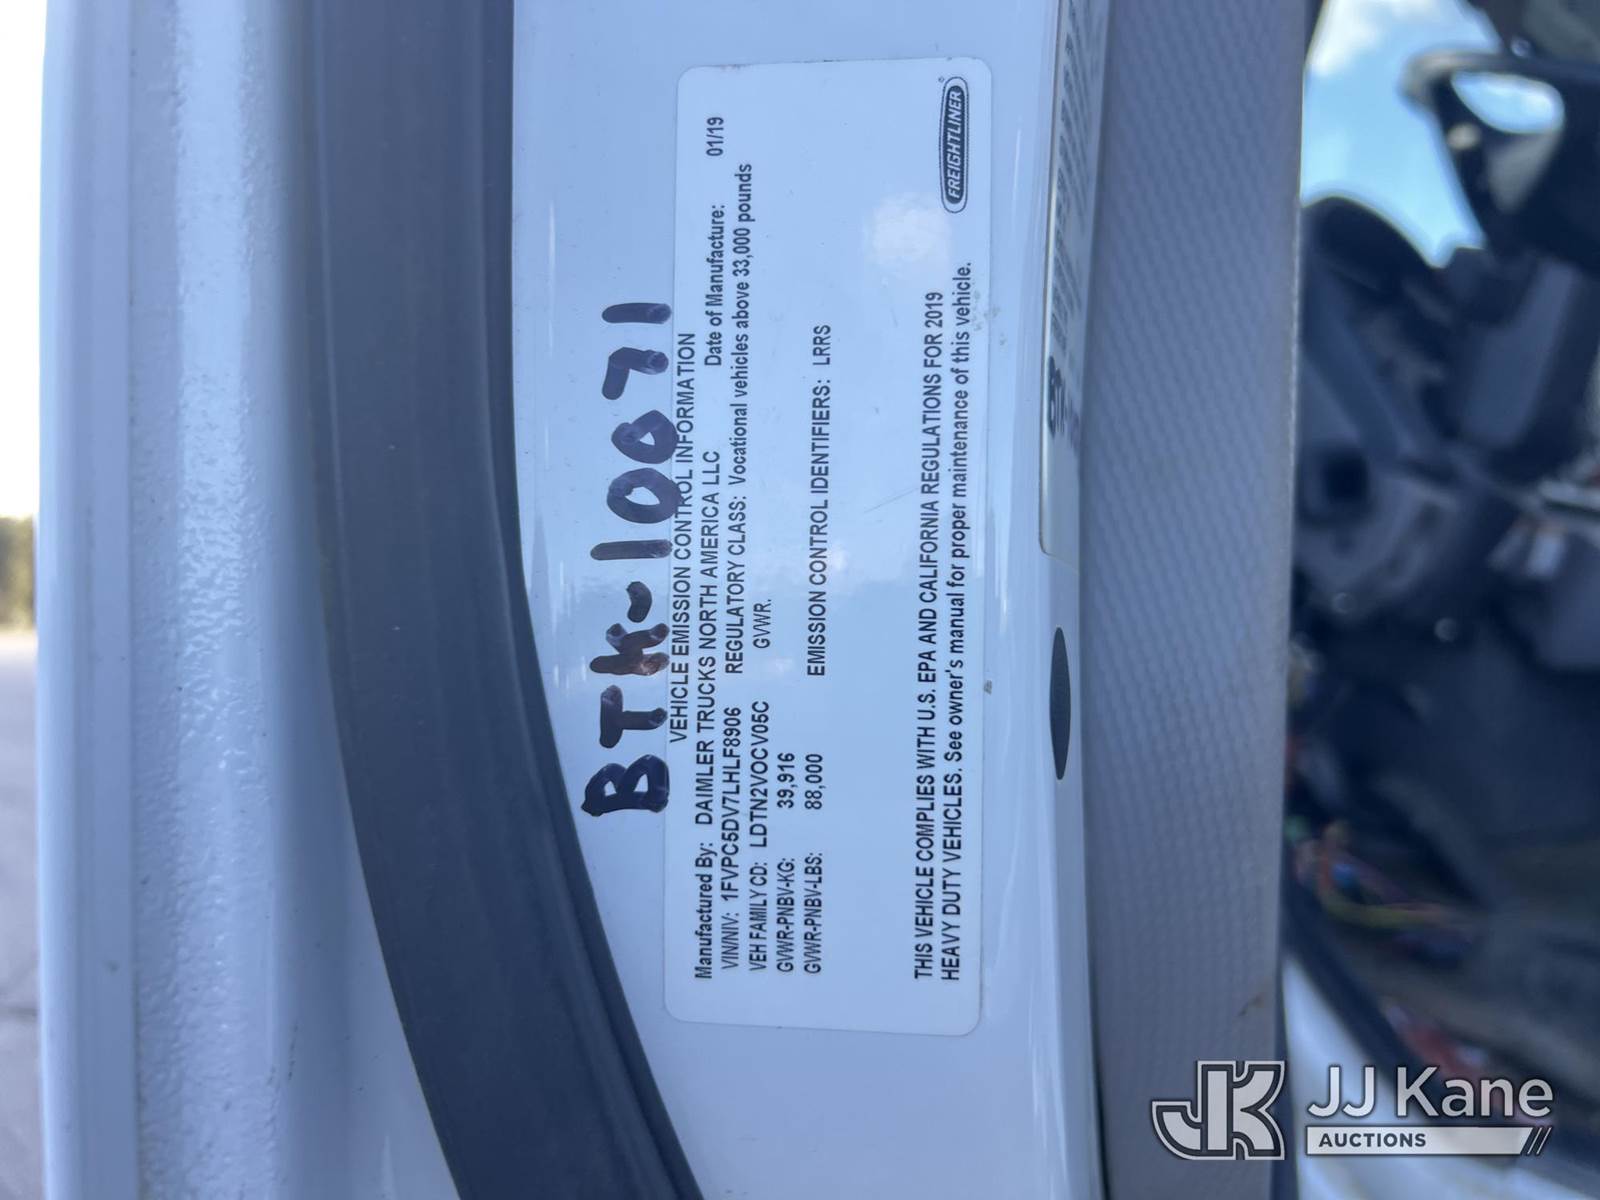 BTH-10071
VEHICLE EMISSION CONTROL INFORMATION
Manufactured By: DAIMLER TRUCKS NORTH AMERICA LLC Date of Manufacture: 01/19
VIN/NIV: 1FVPC5DV7LHLF8906 REGULATORY CLASS: Vocational vehicles above 33,000 pounds
VEH FAMILY CD: LDTN2VOCV05C GVWR.
GVWR-PNBV-KG: 39,916
GVWR-PNBV-LBS: 88,000 EMISSION CONTROL IDENTIFIERS: LRRS
THIS VEHICLE COMPLIES WITH U.S. EPA AND CALIFORNIA REGULATIONS FOR 2019
HEAVY DUTY VEHICLES. See owner's manual for proper maintenance of this vehicle.
FREIGHTLINER
JK JJ Kane
AUCTIONS